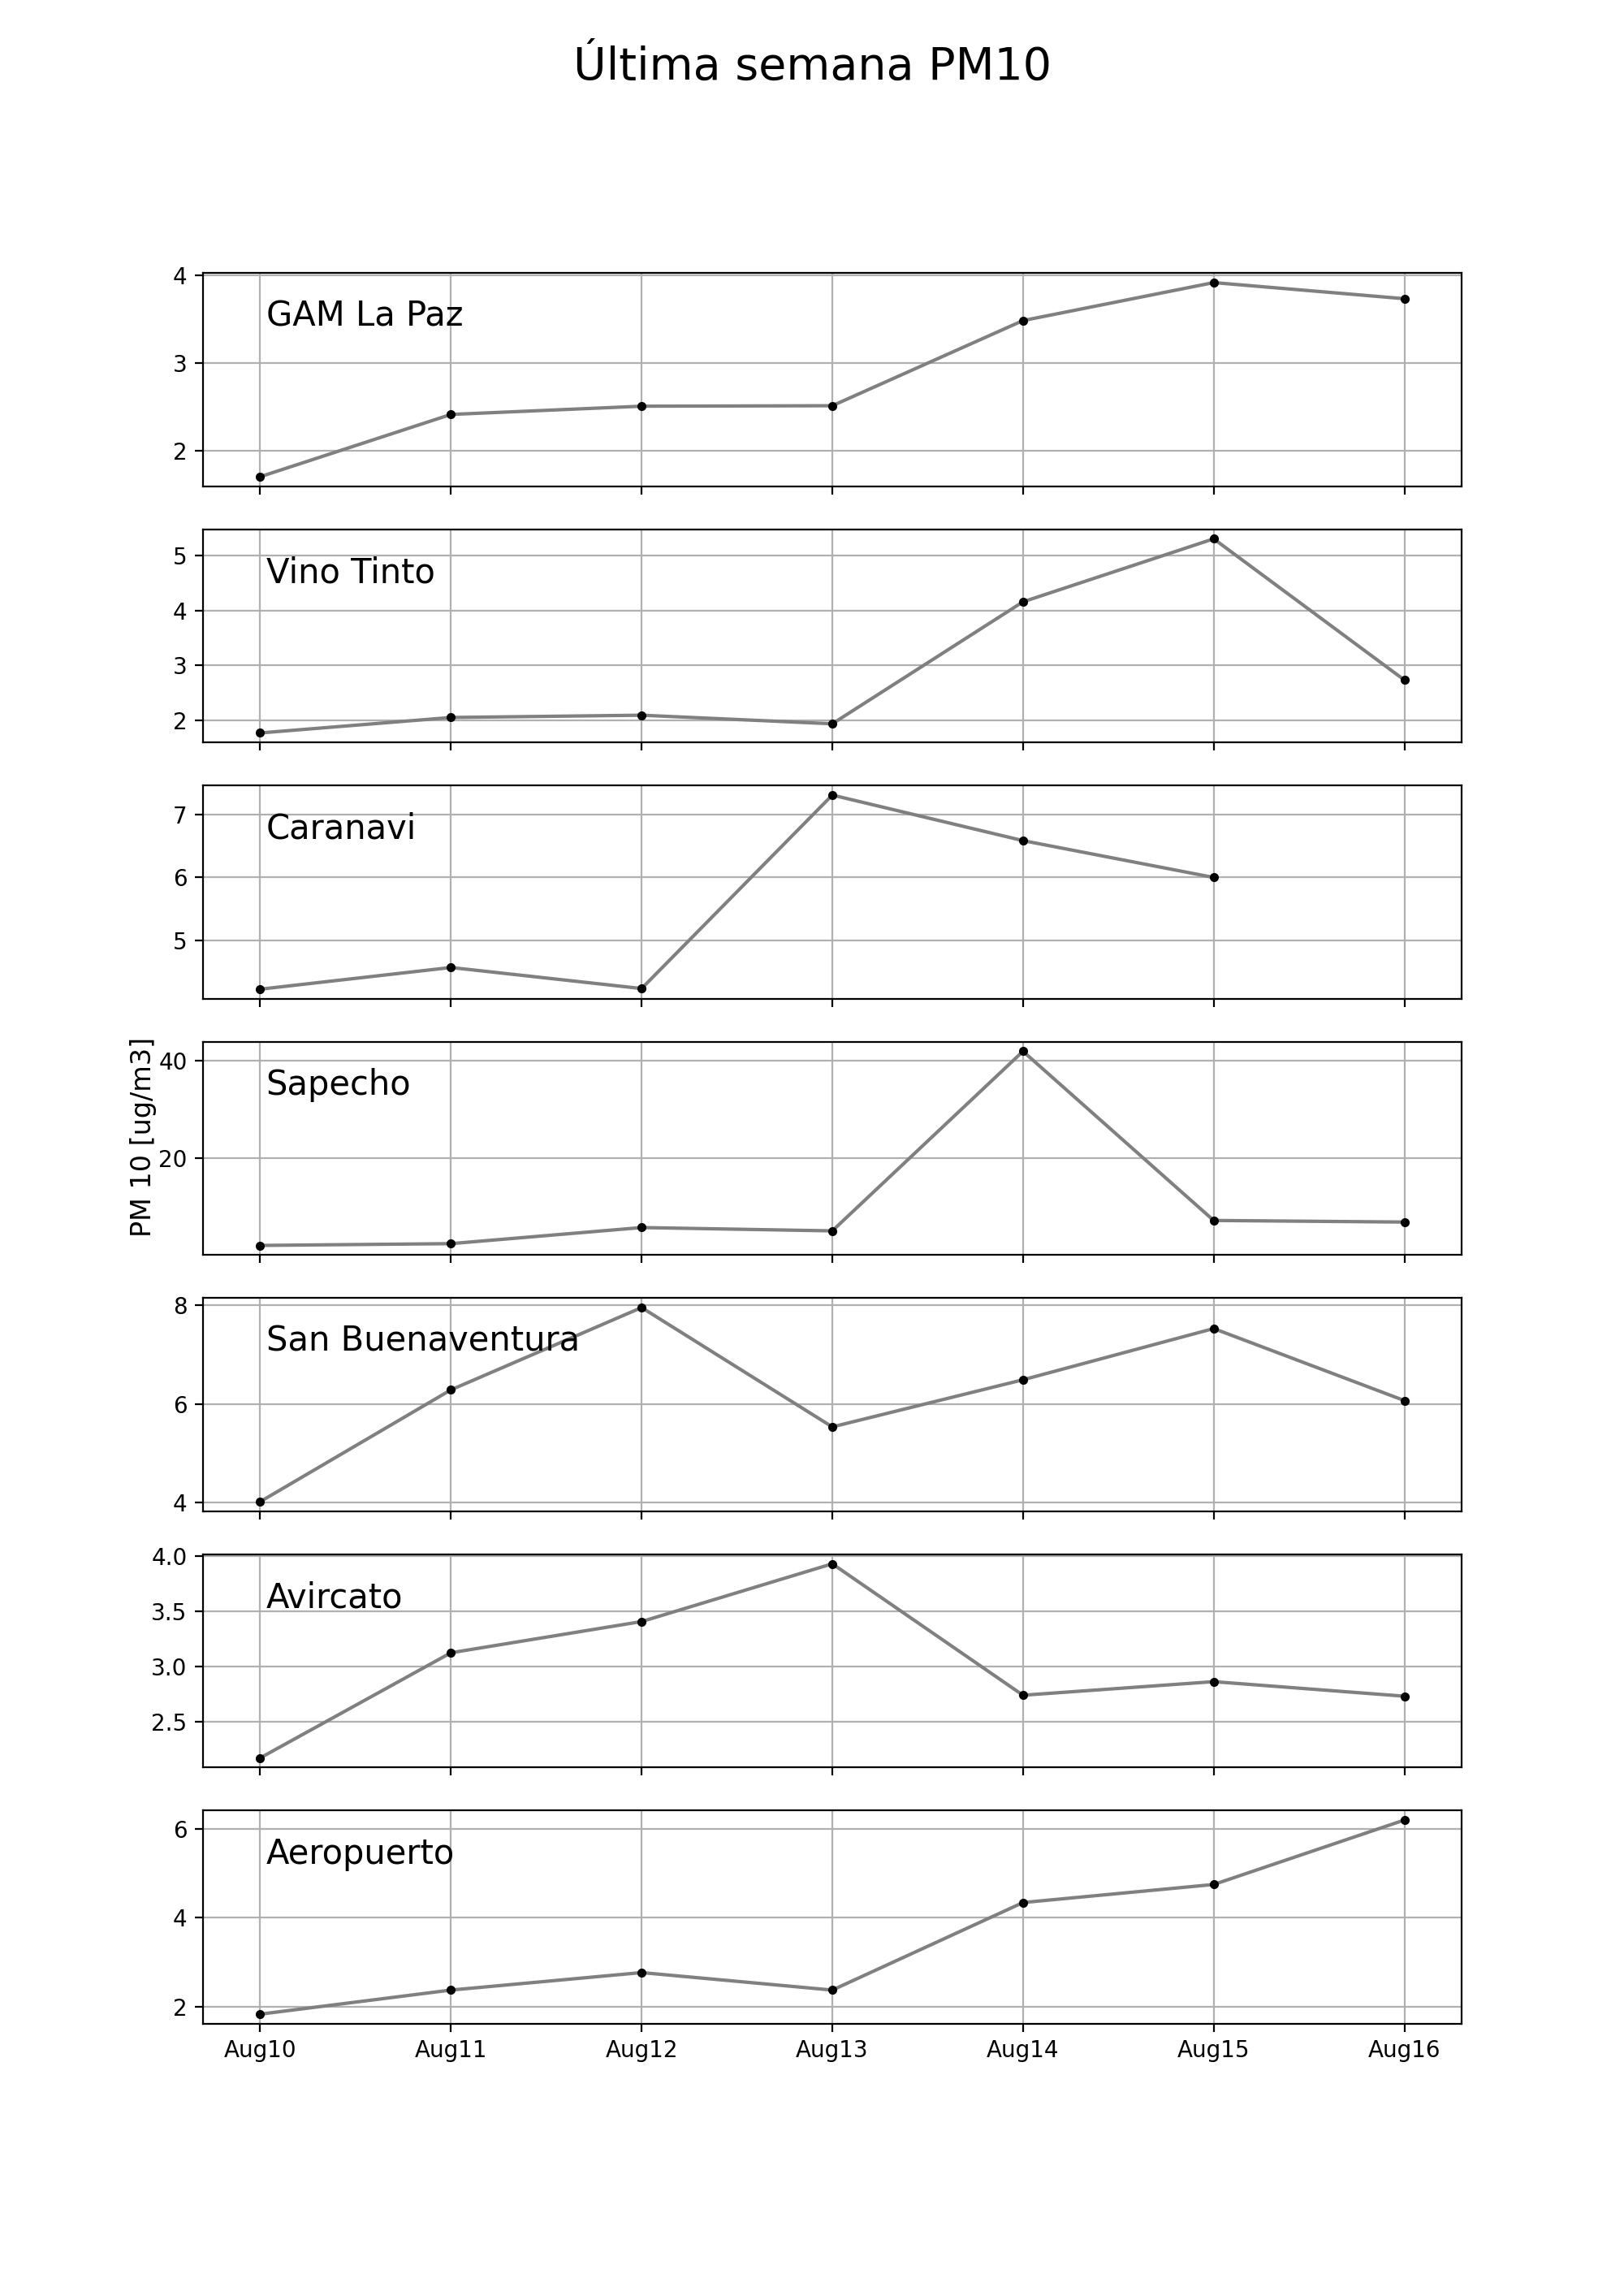 Última semana PM10
4
GAM La Paz
3
2
5
Vino Tinto
4
3
2
7
Caranavi
6
5
PM 10 [ug/m3]
40
Sapecho
20
8
San Buenaventura
6
4
4.0
Avircato
3.5
3.0
2.5
6
Aeropuerto
4
2
Aug10 Aug11 Aug12 Aug13 Aug14 Aug15 Aug16